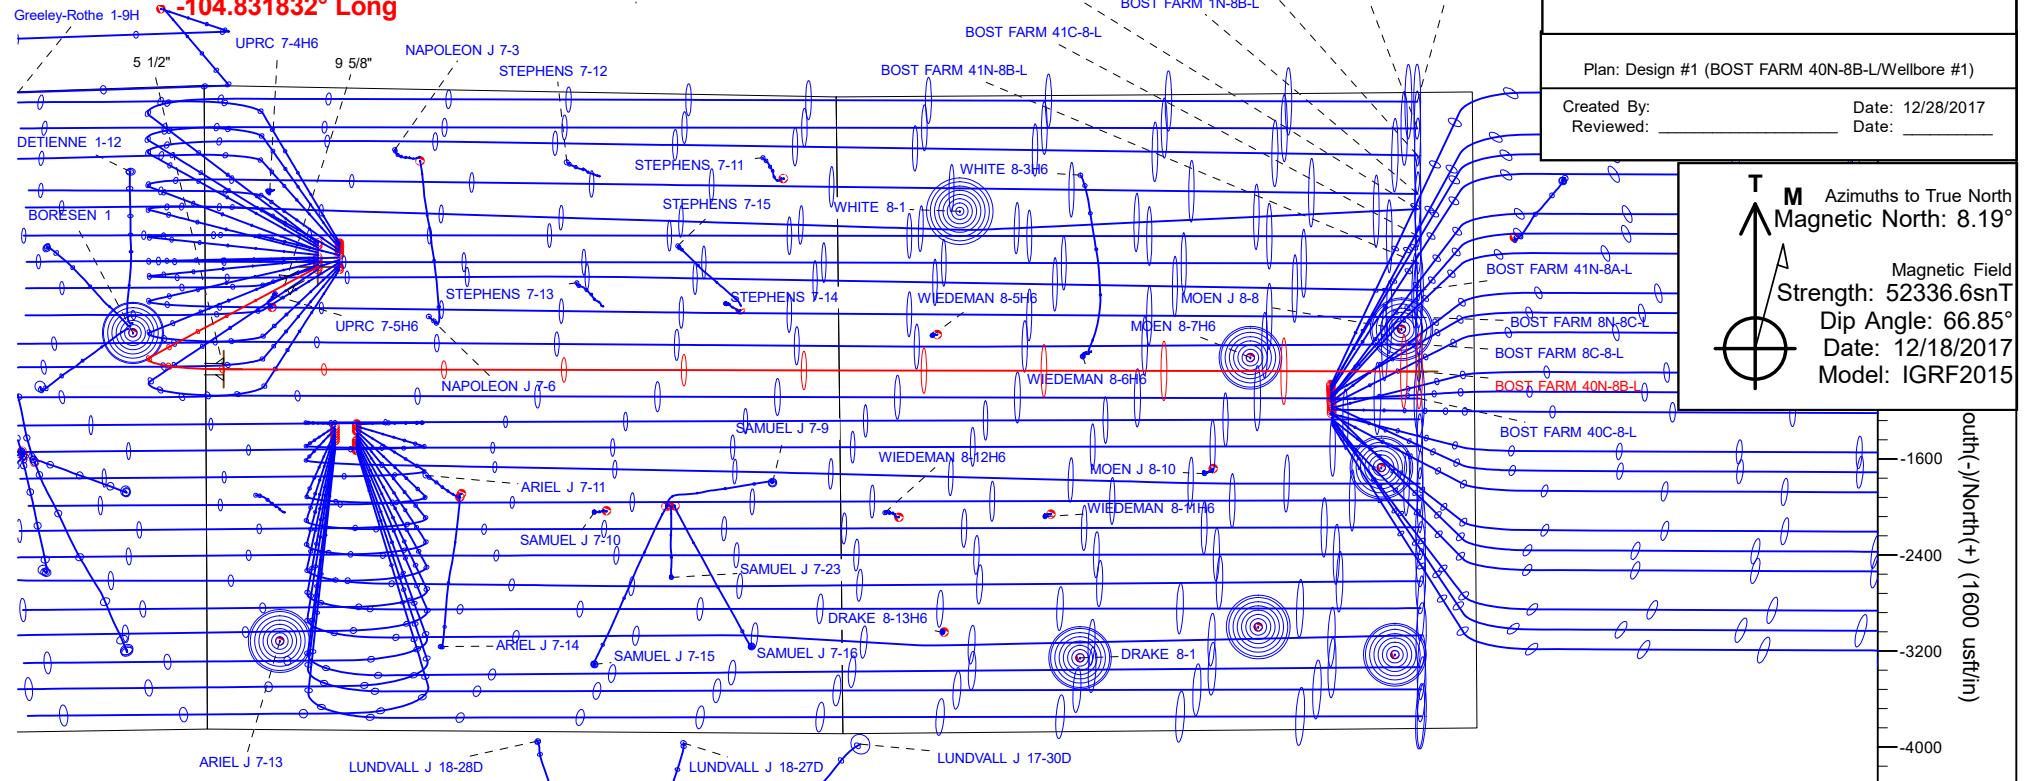 -104.831832° Long
Greeley-Rothe 1-9H
BOST FARM 1N-8B-L
UPRC 7-4H6
NAPOLEON J 7-3
BOST FARM 41C-8-L
5 1/2"
9 5/8"
STEPHENS 7-12
BOST FARM 41N-8B-L
Plan: Design #1 (BOST FARM 40N-8B-L/Wellbore #1)
Created By:
Date: 12/28/2017
Reviewed: ____________________
Date: __________
DETIENNE 1-12
STEPHENS 7-11
WHITE 8-3H6
T
M
Azimuths to True North
Magnetic North: 8.19°
BORESEN 1
STEPHENS 7-15
WHITE 8-1
Magnetic Field
Strength: 52336.6snT
Dip Angle: 66.85°
Date: 12/18/2017
Model: IGRF2015
BOST FARM 41N-8A-L
STEPHENS 7-13
STEPHENS 7-14
WIEDEMAN 8-5H6
MOEN J 8-8
UPRC 7-5H6
MOEN 8-7H6
BOST FARM 8N-8C-L
BOST FARM 8C-8-L
NAPOLEON J 7-6
WIEDEMAN 8-6H6
BOST FARM 40N-8B-L
SAMUEL J 7-9
BOST FARM 40C-8-L
WIEDEMAN 8-12H6
MOEN J 8-10
-1600
ARIEL J 7-11
WIEDEMAN 8-11H6
SAMUEL J 7-10
-2400
SAMUEL J 7-23
DRAKE 8-13H6
ARIEL J 7-14
SAMUEL J 7-15
SAMUEL J 7-16
DRAKE 8-1
-3200
outh(-)/North(+) (1600 usft/in)
-4000
ARIEL J 7-13
LUNDVALL J 18-28D
LUNDVALL J 18-27D
LUNDVALL J 17-30D